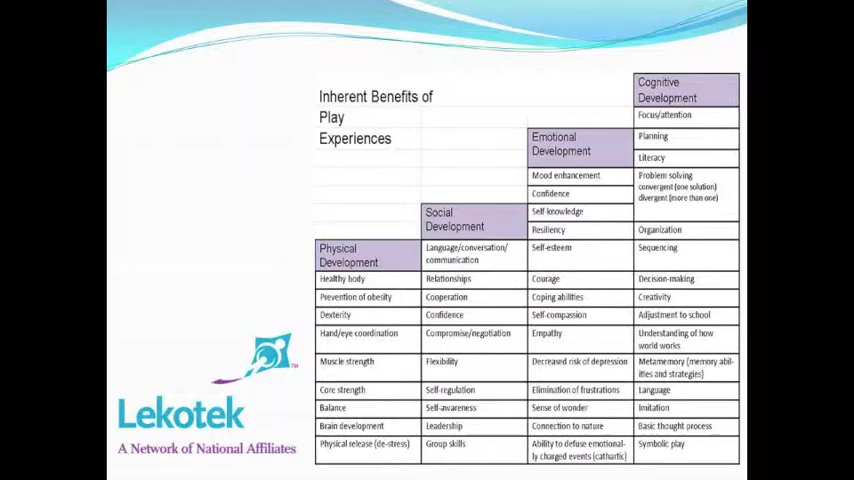 Inherent Benefits of
Play
Experiences
Physical
Development
Healthy body
Prevention of obesity
Dexterity
Hand/eye coordination
Muscle strength
Core strength
Balance
Brain development
Physical release (de-stress)
Social
Development
Language/conversation/
communication
Relationships
Cooperation
Confidence
Compromise/negotiation
Flexibility
Self-regulation
Self-awareness
Leadership
Group skills
Emotional
Development
Mood enhancement
Confidence
Self-knowledge
Resiliency
Self-esteem
Courage
Coping abilities
Self-compassion
Empathy
Decreased risk of depression
Elimination of frustrations
Sense of wonder
Connection to nature
Ability to defuse emotional-
ly charged events (cathartic)
Cognitive
Development
Focus/attention
Planning
Literacy
Problem solving
convergent (one solution)
divergent (more than one)
Organization
Sequencing
Decision-making
Creativity
Adjustment to school
Understanding of how
world works
Metamemory (memory abil-
ities and strategies)
Language
Imitation
Basic thought process
Symbolic play
TM
Lekotek
A Network of National Affiliates